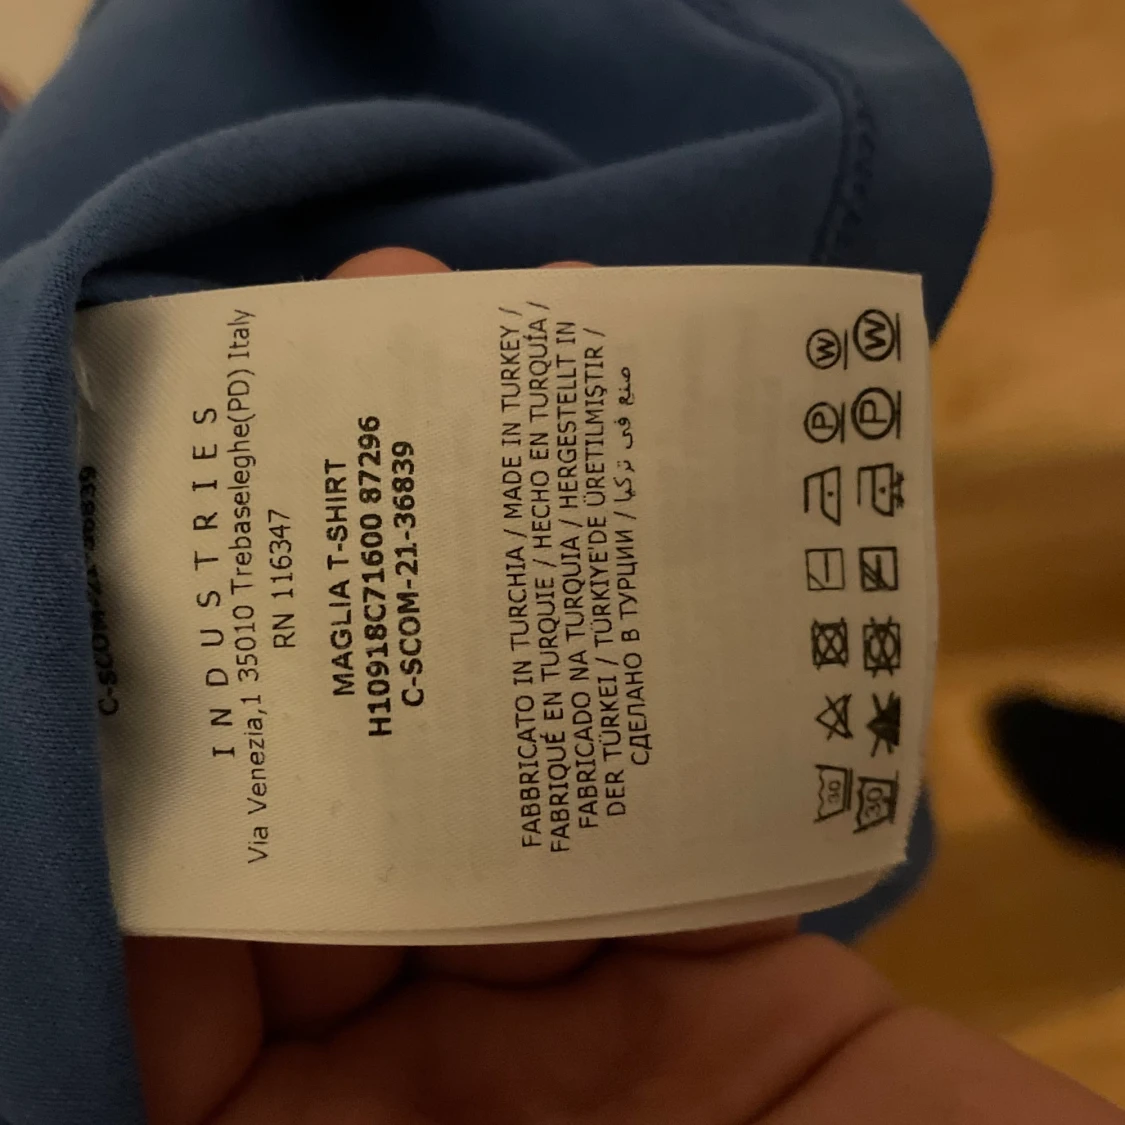 INDUSTRIES
Via Venezia,1 35010 Trebaseleghe(PD) Italy
RN 116347
MAGLIA T-SHIRT
H10918C71600 87296
C-SCOM-21-36839
FABBRICATO IN TURCHIA / MADE IN TURKEY /
FABRIQUÉ EN TURQUIE / HECHO EN TURQUÍA /
FABRICADO NA TURQUIA / HERGESTELLT IN
DER TÜRKEI / TÜRKIYE'DE ÜRETILMIŞTIR /
СДЕЛАНО В ТУРЦИИ / صنع في تركيا
30 P W
30 P W